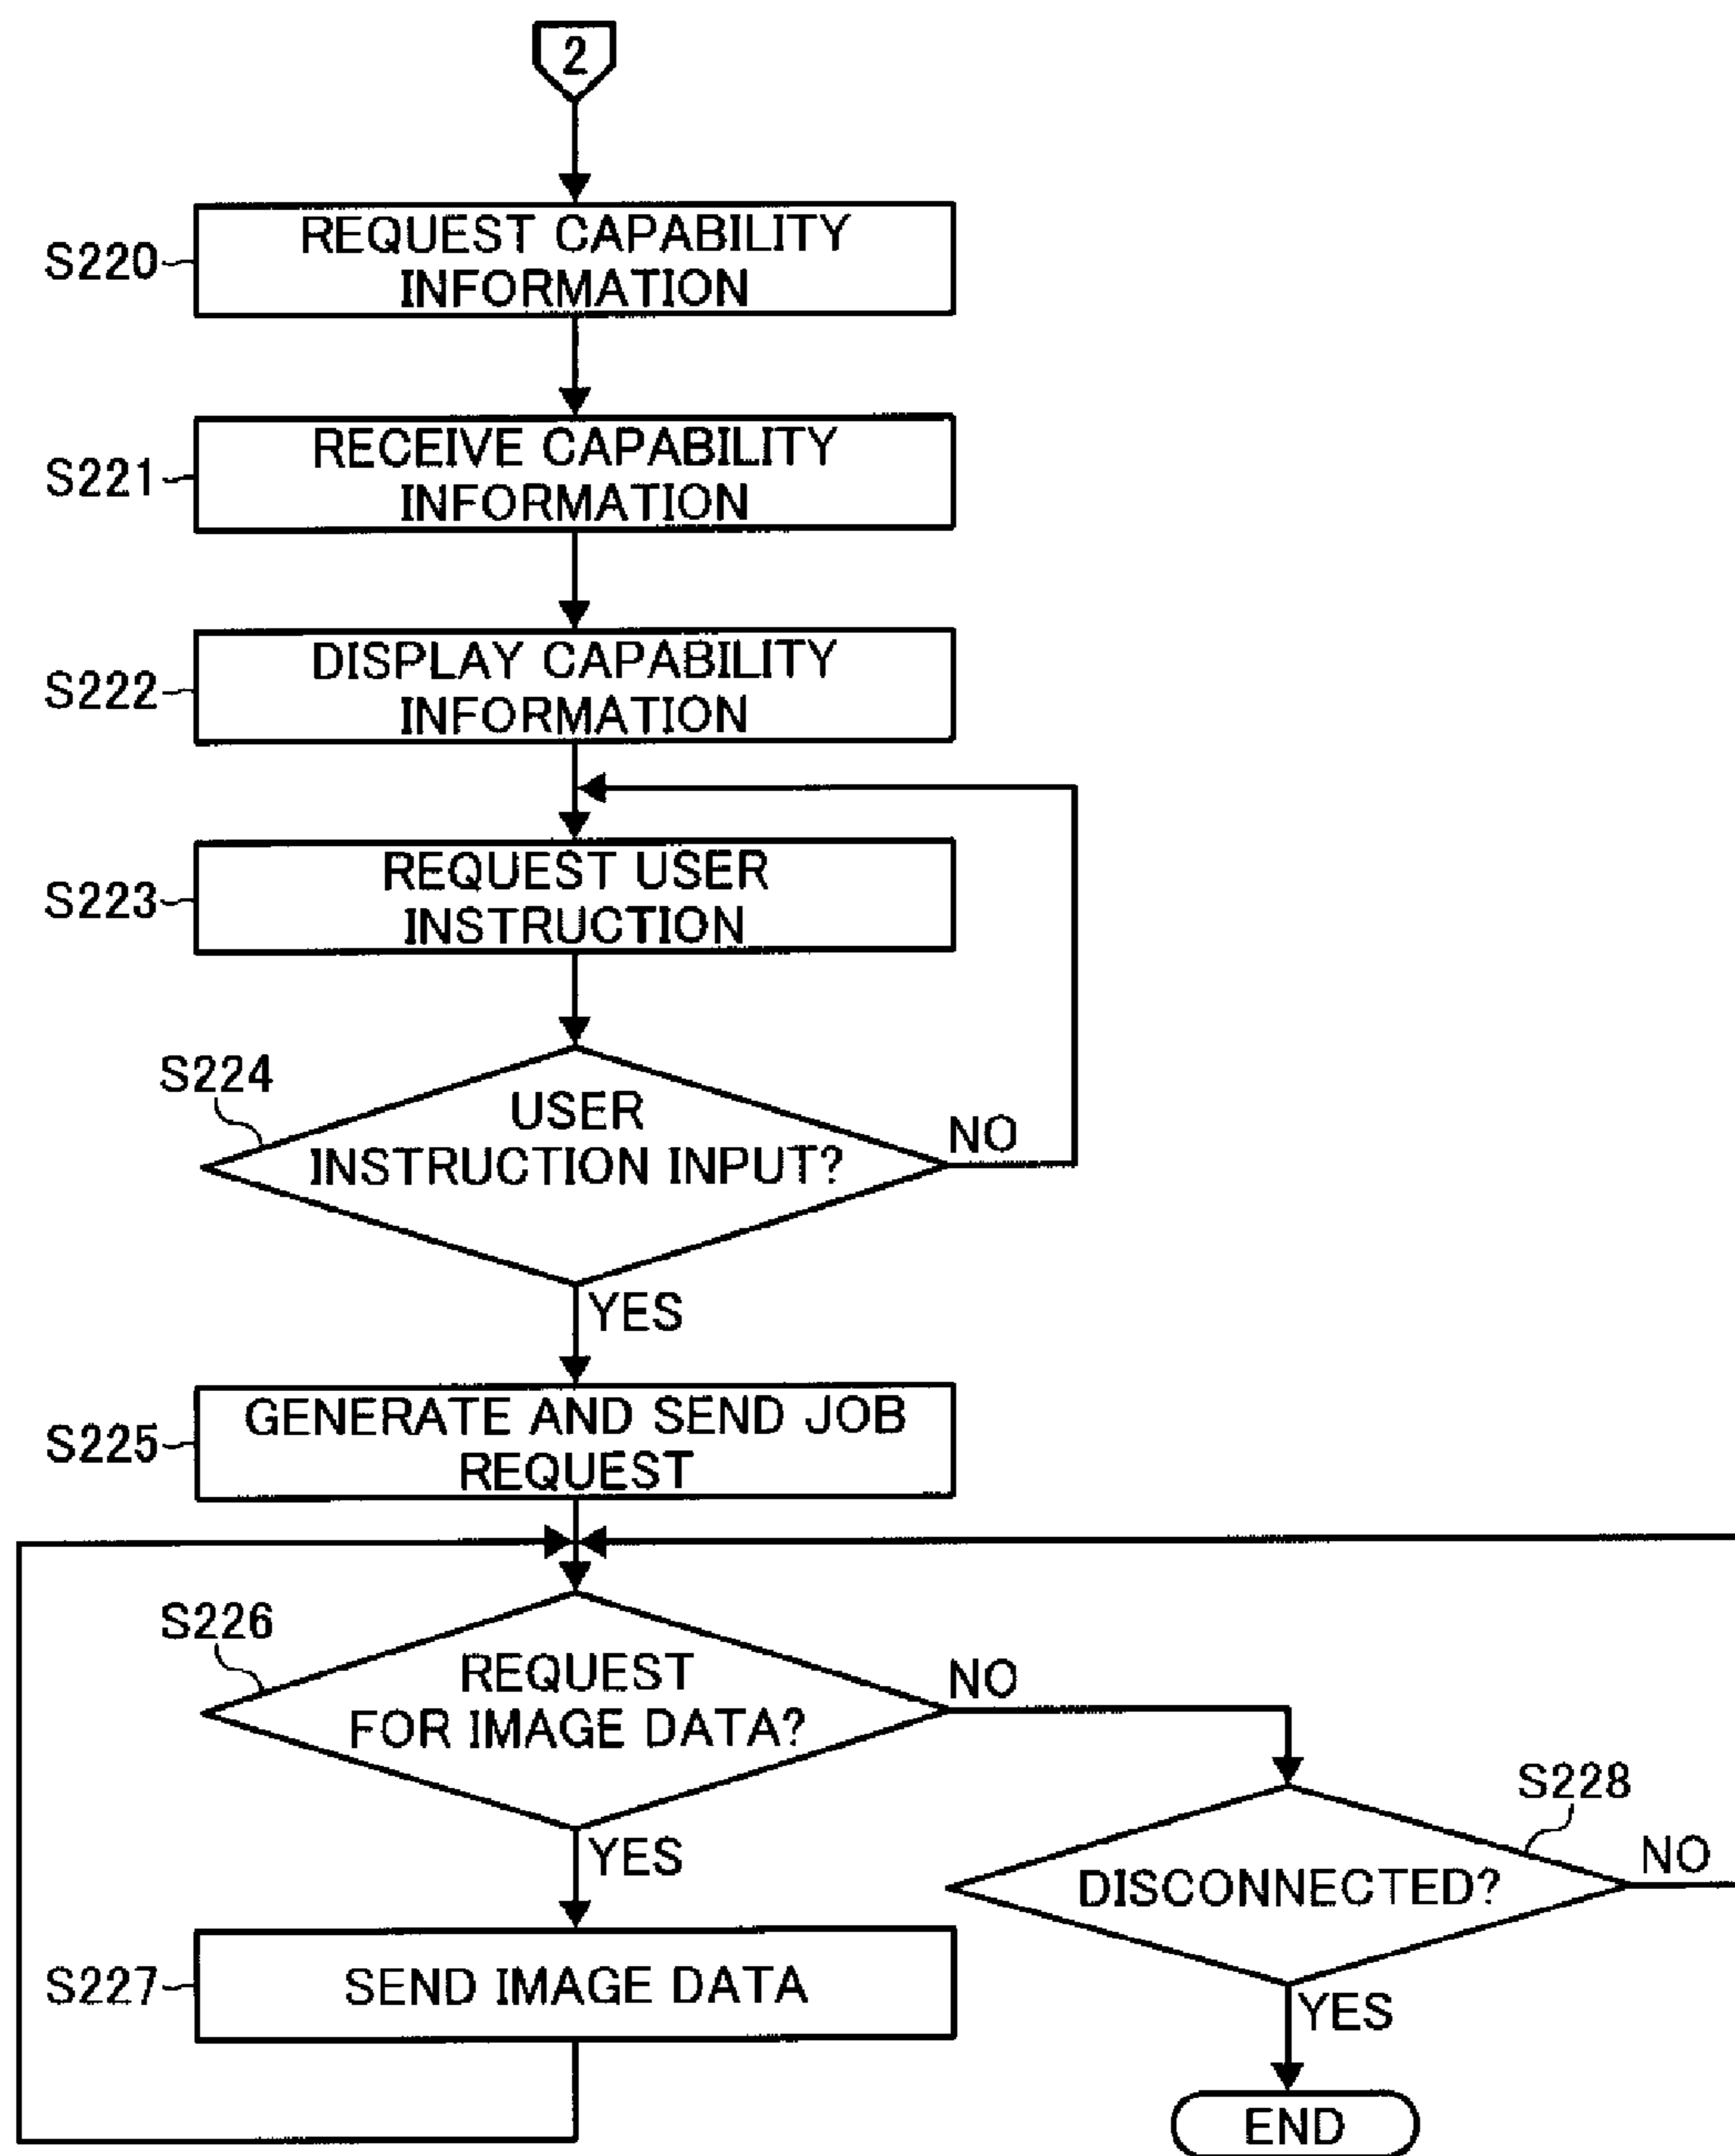 2
S220
REQUEST CAPABILITY
INFORMATION
S221
RECEIVE CAPABILITY
INFORMATION
S222
DISPLAY CAPABILITY
INFORMATION
S223
REQUEST USER
INSTRUCTION
S224
USER
INSTRUCTION INPUT?
NO
YES
S225
GENERATE AND SEND JOB
REQUEST
S226
REQUEST
FOR IMAGE DATA?
NO
YES
S228
DISCONNECTED?
NO
YES
S227
SEND IMAGE DATA
END